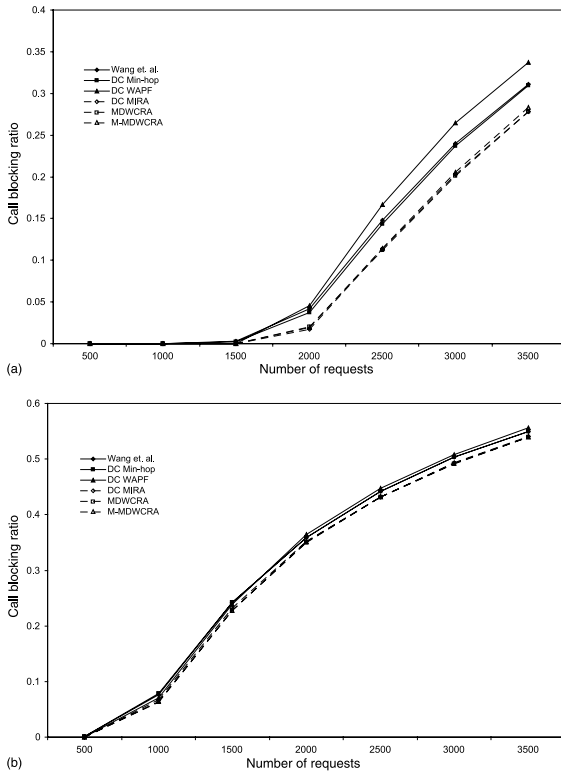 0.4
0.35
0.3
0.25
0.2
0.15
0.1
0.05
0
Call blocking ratio
Wang et. al.
DC Min-hop
DC WAPF
DC MIRA
MDWCRA
M-MDWCRA
500 1000 1500 2000 2500 3000 3500
Number of requests
(a)
0.6
0.5
0.4
0.3
0.2
0.1
0
Call blocking ratio
Wang et. al.
DC Min-hop
DC WAPF
DC MIRA
MDWCRA
M-MDWCRA
500 1000 1500 2000 2500 3000 3500
Number of requests
(b)